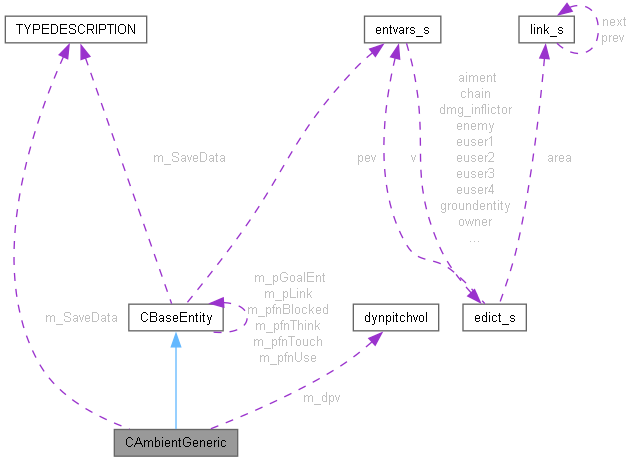 TYPEDESCRIPTION
entvars_s
link_s
next
prev
aiment
chain
dmg_inflictor
enemy
euser1
euser2
euser3
euser4
groundentity
owner
...
m_SaveData
pev
v
area
m_pGoalEnt
m_pLink
m_pfnBlocked
m_pfnThink
m_pfnTouch
m_pfnUse
m_SaveData
CBaseEntity
dynpitchvol
edict_s
m_dpv
CAmbientGeneric